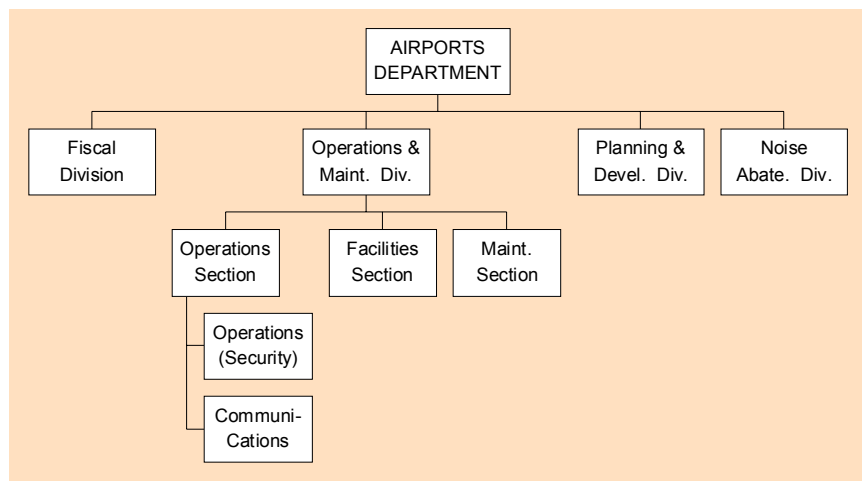 AIRPORTS
DEPARTMENT
Fiscal
Division
Operations &
Maint. Div.
Planning &
Devel. Div.
Noise
Abate. Div.
Operations
Section
Facilities
Section
Maint.
Section
Operations
(Security)
Communi-
Cations